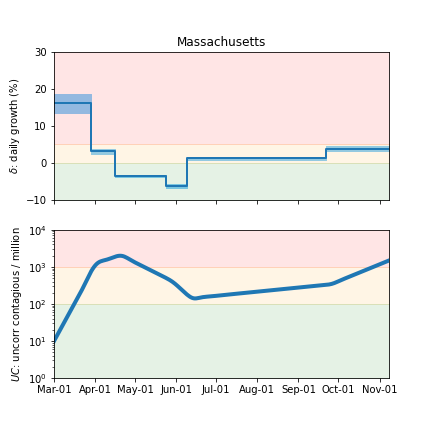 Massachusetts
30
20
10
0
−10
δ: daily growth (%)
10⁴
10³
10²
10¹
10⁰
UC: uncorr contagious / million
Mar-01 Apr-01 May-01 Jun-01 Jul-01 Aug-01 Sep-01 Oct-01 Nov-01